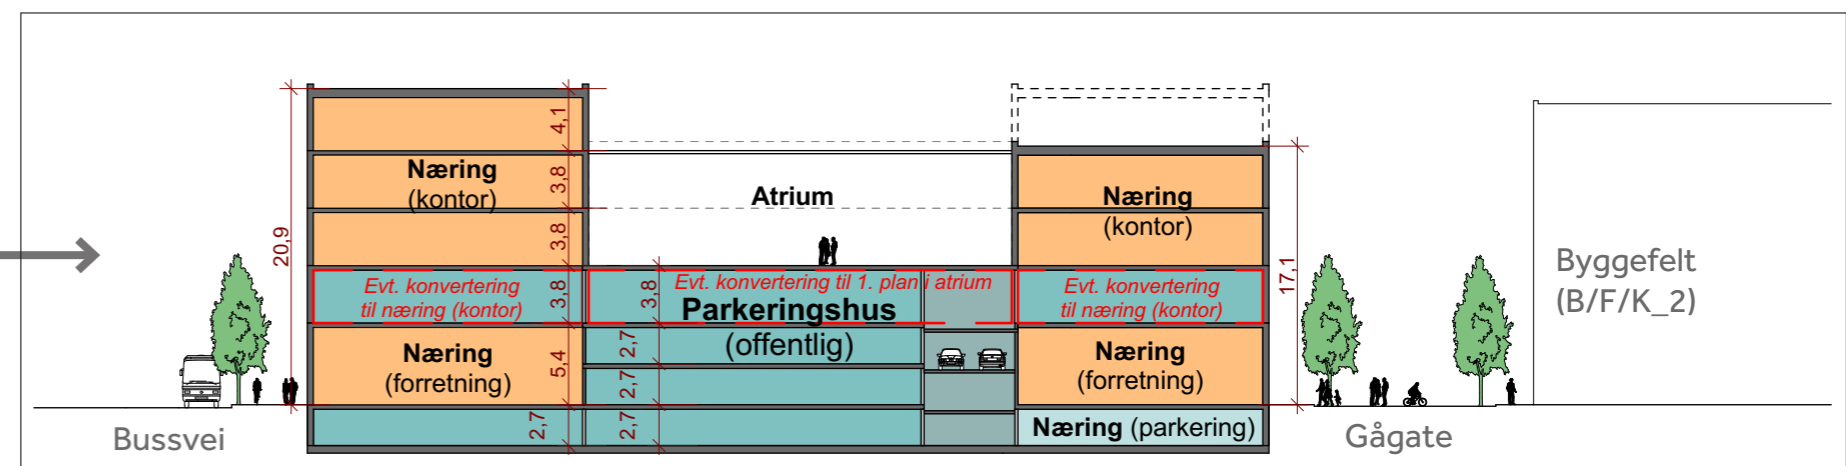 4,1
Næring
(kontor)
3,8
Atrium
Næring
(kontor)
20,9
3,8
17,1
Byggefelt
(B/F/K_2)
Evt. konvertering
til næring (kontor)
3,8
3,8
Evt. konvertering til 1. plan i atrium
Parkeringshus
(offentlig)
Evt. konvertering
til næring (kontor)
Næring
(forretning)
5,4
2,7
2,7
Næring
(forretning)
2,7
2,7
Næring (parkering)
Bussvei
Gågate